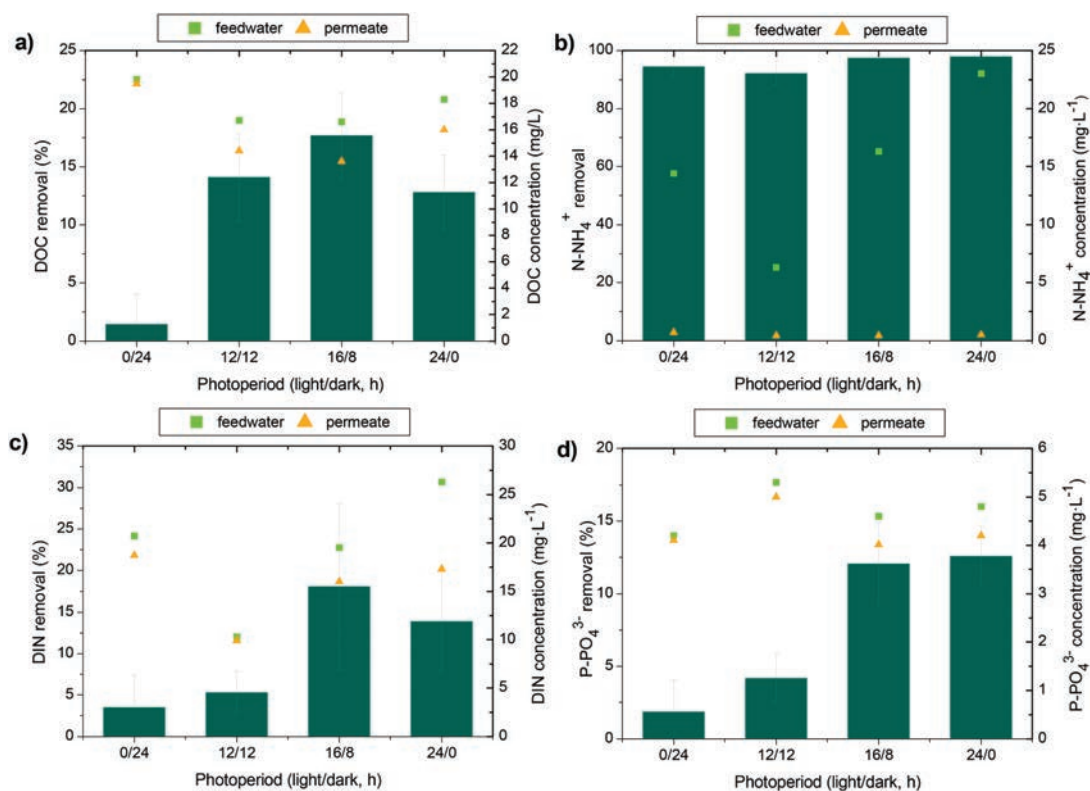 feedwater permeate
a)
25
20
15
10
5
0
DOC removal (%)
22
20
18
16
14
12
10
8
6
4
2
0
DOC concentration (mg/L)
0/24 12/12 16/8 24/0
Photoperiod (light/dark, h)
feedwater permeate
b)
100
80
60
40
20
0
N-NH₄⁺ removal
25
20
15
10
5
0
N-NH₄⁺ concentration (mg·L⁻¹)
0/24 12/12 16/8 24/0
Photoperiod (light/dark, h)
feedwater permeate
c)
35
30
25
20
15
10
5
0
DIN removal (%)
30
25
20
15
10
5
0
DIN concentration (mg·L⁻¹)
0/24 12/12 16/8 24/0
Photoperiod (light/dark, h)
feedwater permeate
d)
20
15
10
5
0
P-PO₄³⁻ removal (%)
6
5
4
3
2
1
0
P-PO₄³⁻ concentration (mg·L⁻¹)
0/24 12/12 16/8 24/0
Photoperiod (light/dark, h)